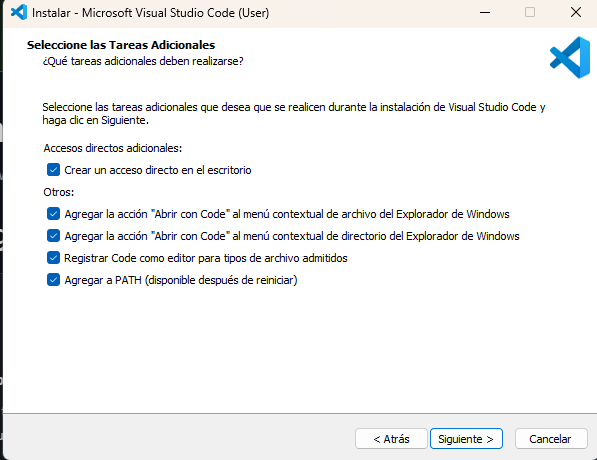 Instalar - Microsoft Visual Studio Code (User)
Seleccione las Tareas Adicionales
¿Qué tareas adicionales deben realizarse?
Seleccione las tareas adicionales que desea que se realicen durante la instalación de Visual Studio Code y
haga clic en Siguiente.
Accesos directos adicionales:
Crear un acceso directo en el escritorio
Otros:
Agregar la acción "Abrir con Code" al menú contextual de archivo del Explorador de Windows
Agregar la acción "Abrir con Code" al menú contextual de directorio del Explorador de Windows
Registrar Code como editor para tipos de archivo admitidos
Agregar a PATH (disponible después de reiniciar)
< Atrás
Siguiente >
Cancelar